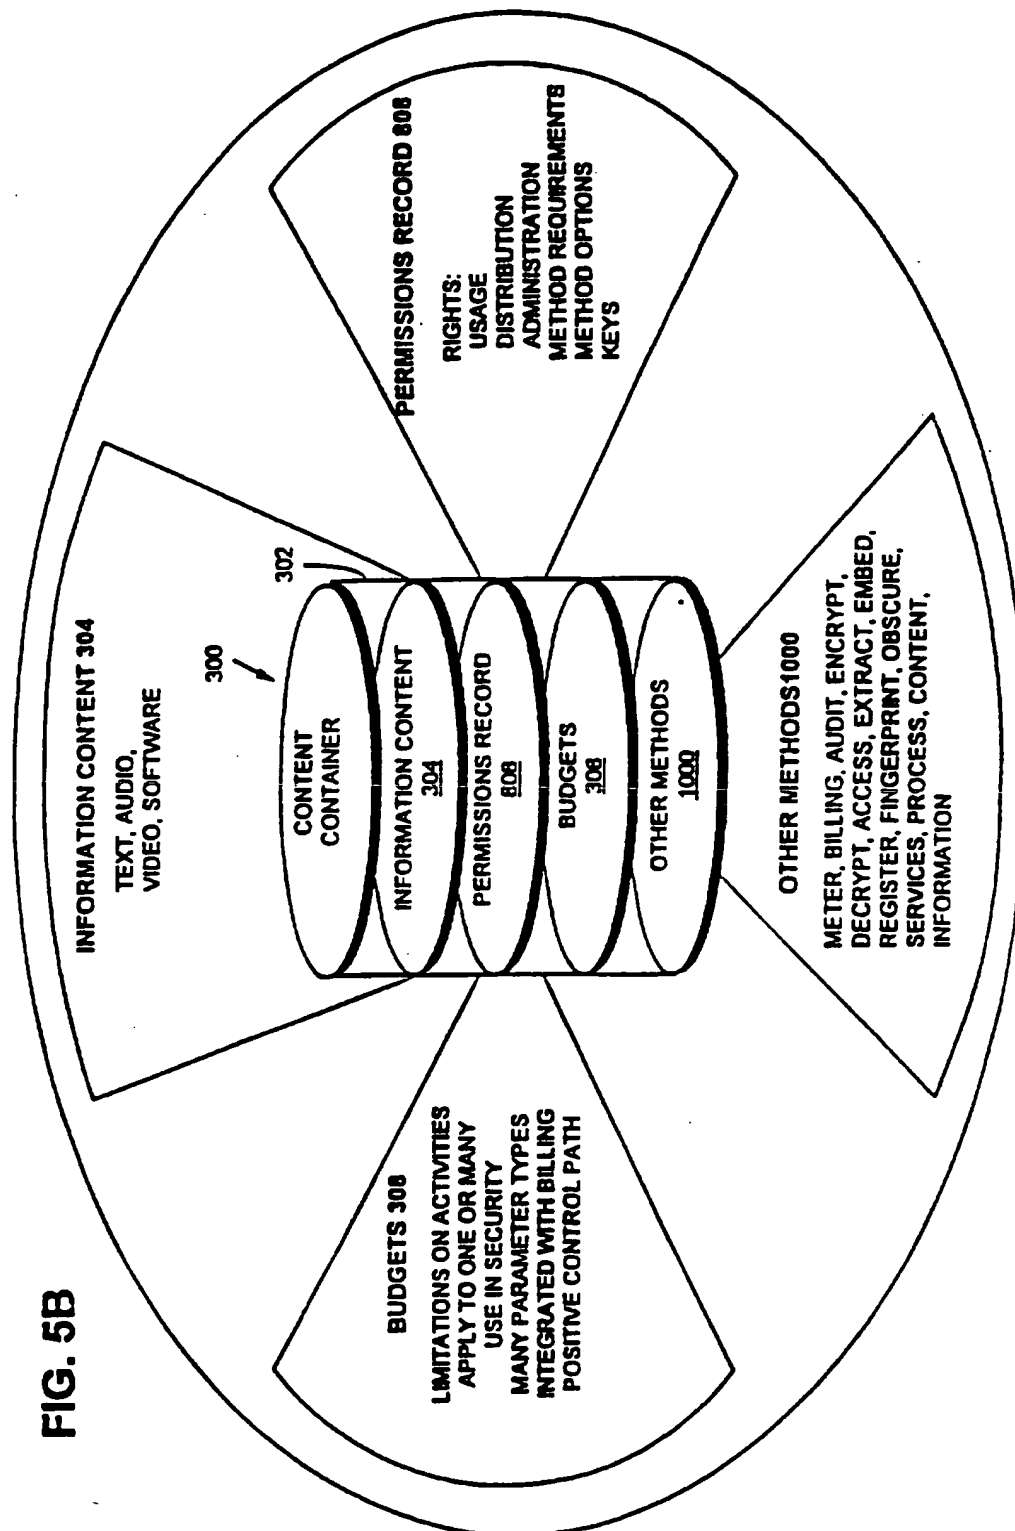 FIG. 5B
INFORMATION CONTENT 304
TEXT, AUDIO,
VIDEO, SOFTWARE
300
302
CONTENT
CONTAINER
INFORMATION CONTENT
304
PERMISSIONS RECORD
808
BUDGETS
308
OTHER METHODS
1000
BUDGETS 308
LIMITATIONS ON ACTIVITIES
APPLY TO ONE OR MANY
USE IN SECURITY
MANY PARAMETER TYPES
INTEGRATED WITH BILLING
POSITIVE CONTROL PATH
PERMISSIONS RECORD 808
RIGHTS:
USAGE
DISTRIBUTION
ADMINISTRATION
METHOD REQUIREMENTS
METHOD OPTIONS
KEYS
OTHER METHODS1000
METER, BILLING, AUDIT, ENCRYPT,
DECRYPT, ACCESS, EXTRACT, EMBED,
REGISTER, FINGERPRINT, OBSCURE,
SERVICES, PROCESS, CONTENT,
INFORMATION